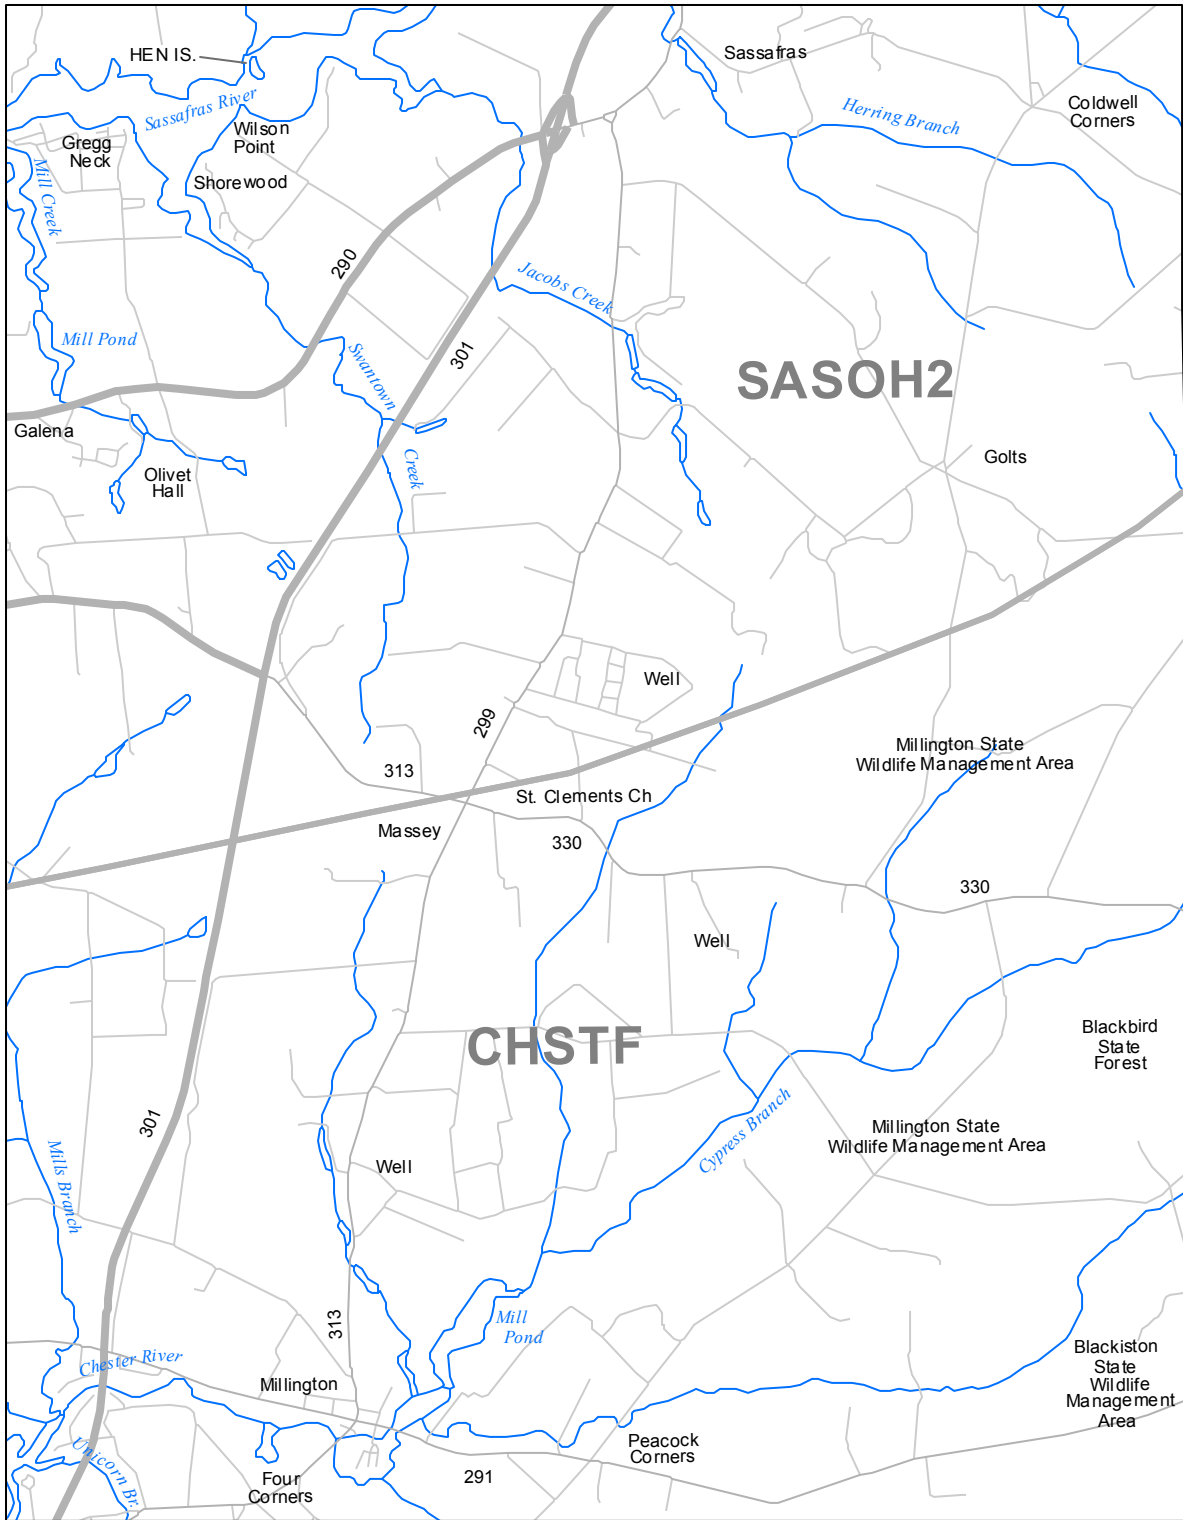 HEN IS.
Sassafras
Sassafras River
Herring Branch
Coldwell
Corners
Wilson
Point
Gregg
Neck
Mill Creek
Shorewood
290
Jacobs Creek
Mill Pond
Swantown
301
SASOH2
Galena
Creek
Golts
Olivet
Hall
Well
299
Millington State
Wildlife Management Area
313
St. Clements Ch
Massey
330
330
Well
CHSTF
Blackbird
State
Forest
301
Cypress Branch
Millington State
Wildlife Management Area
Mills Branch
Well
Mill
Pond
313
Chester River
Blackiston
State
Wildlife
Management
Area
Millington
Peacock
Corners
Unicorn Br.
Four
Corners
291